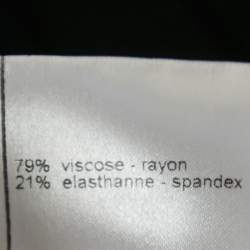 79% viscose - rayon
21% elasthanne - spandex